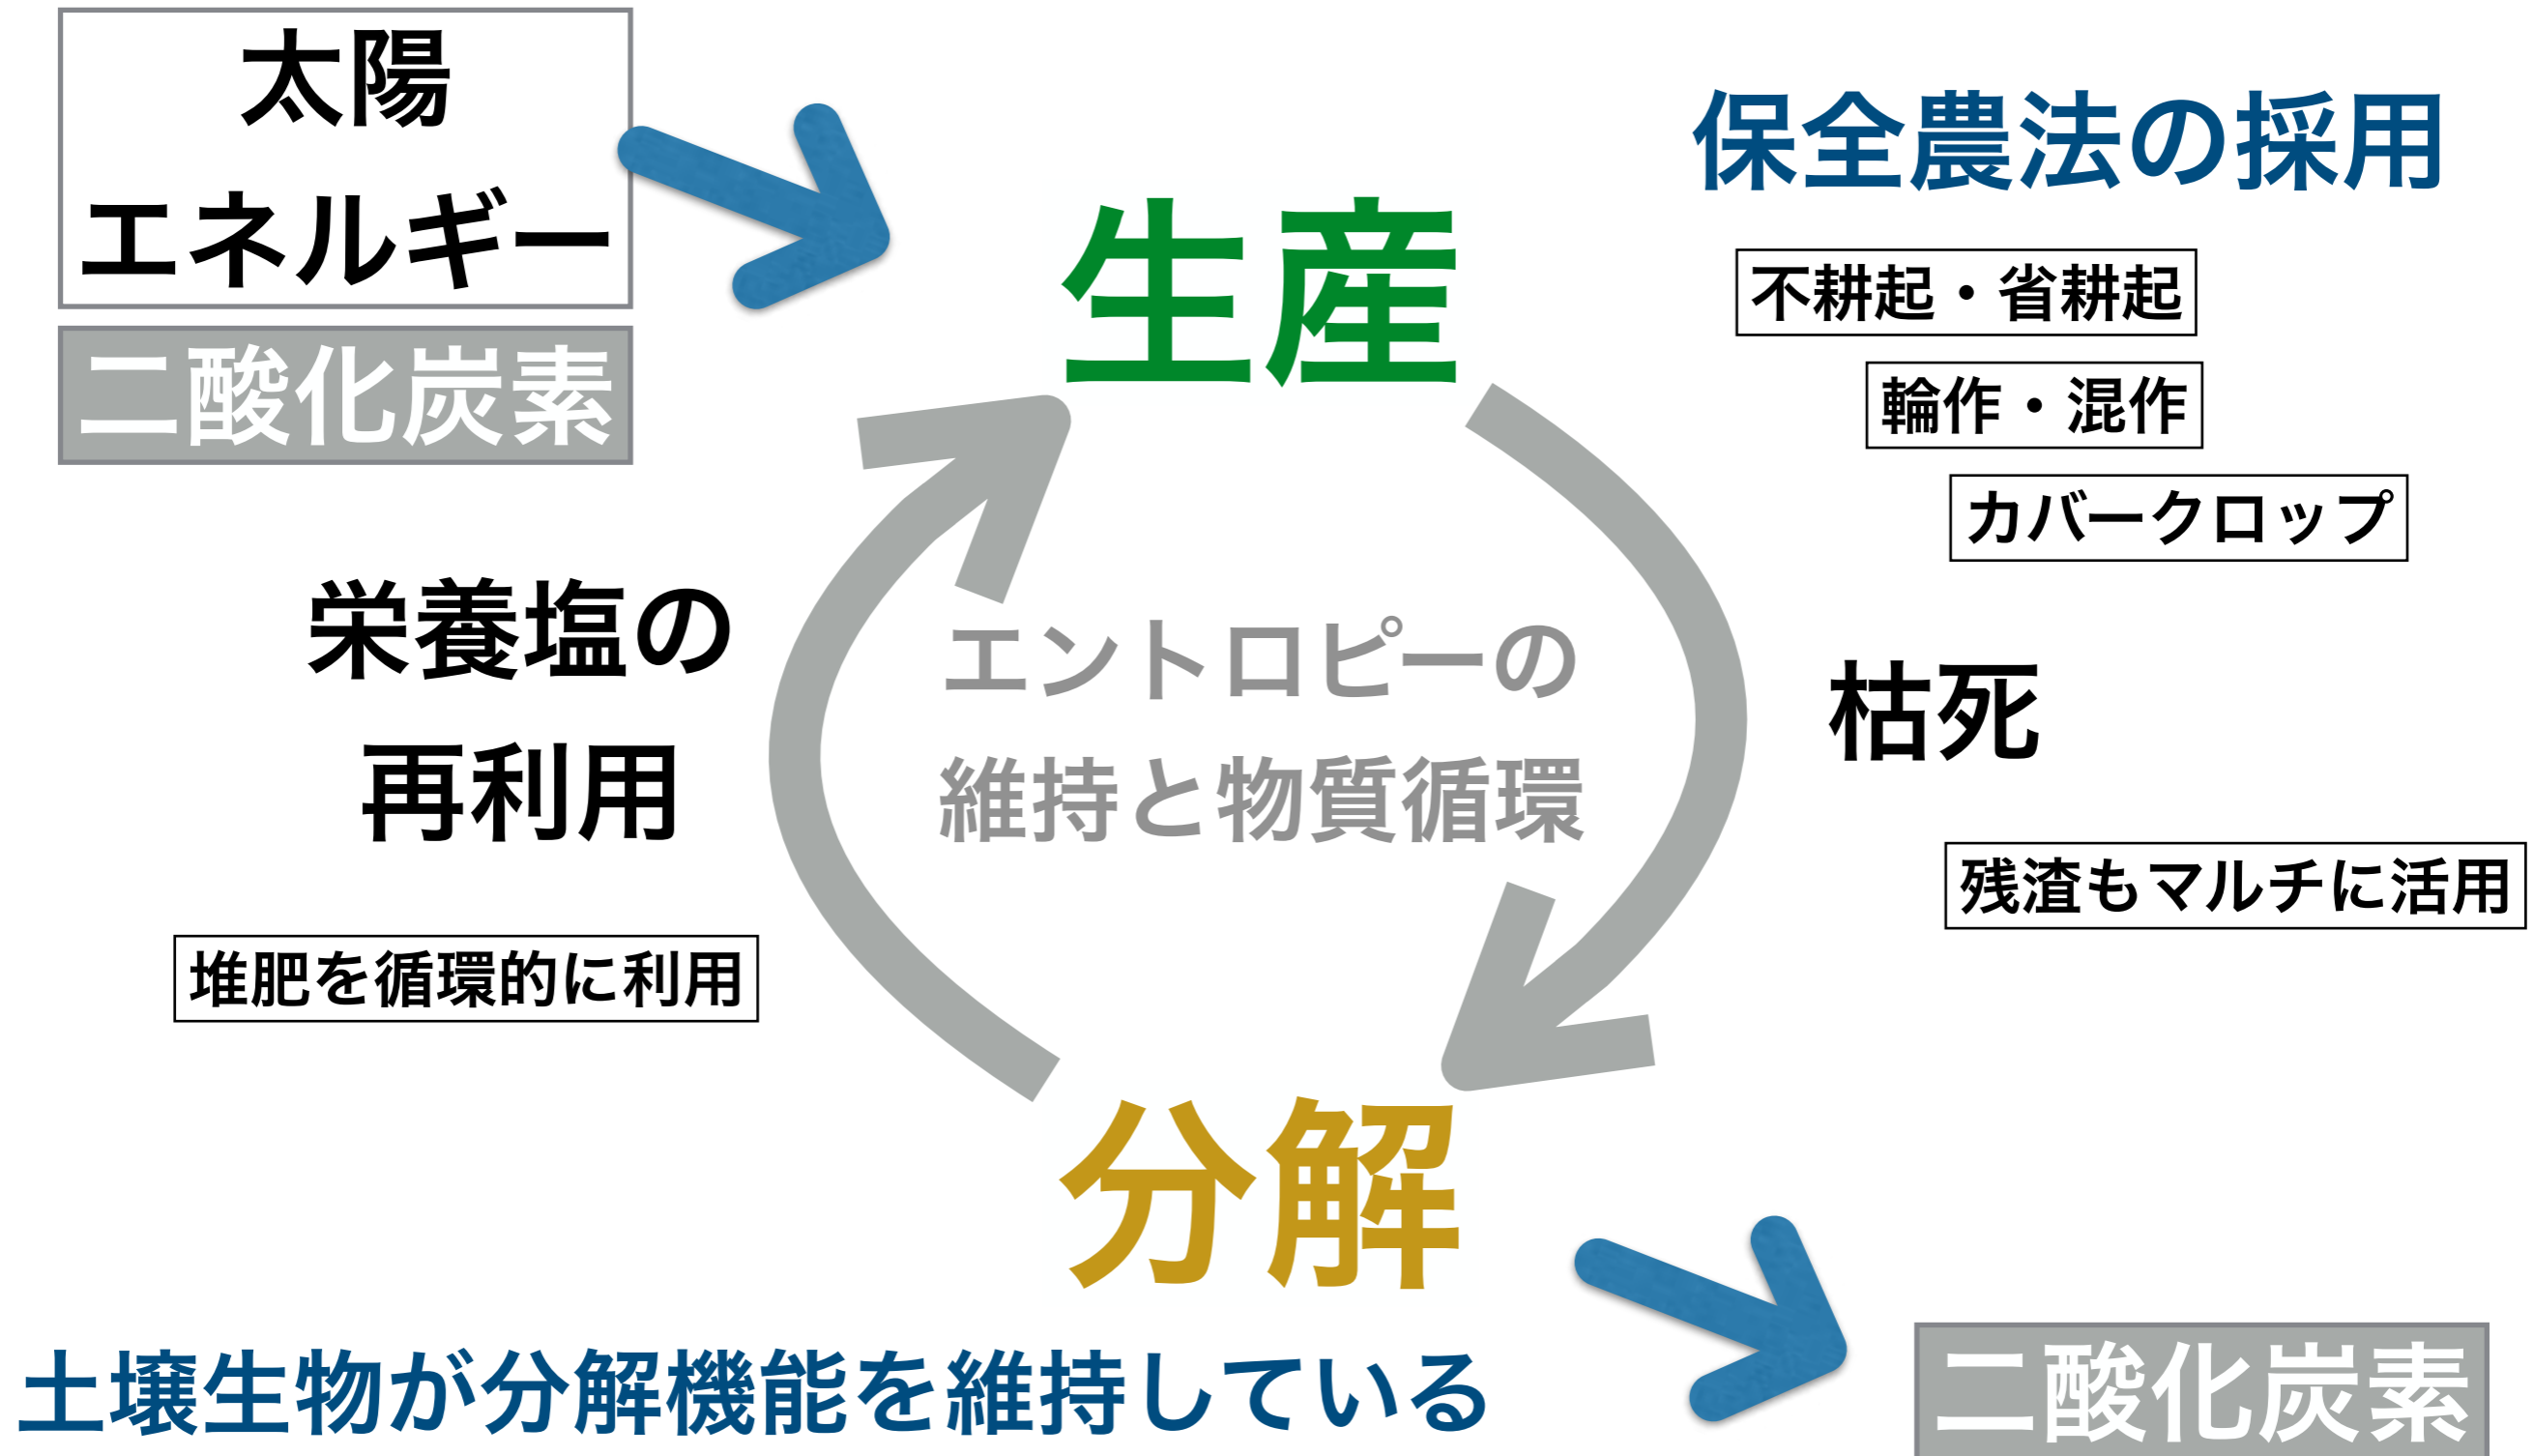 太陽
エネルギー
二酸化炭素
生産
保全農法の採用
不耕起・省耕起
輪作・混作
カバークロップ
栄養塩の
再利用
エントロピーの
維持と物質循環
枯死
残渣もマルチに活用
堆肥を循環的に利用
分解
土壌生物が分解機能を維持している
二酸化炭素